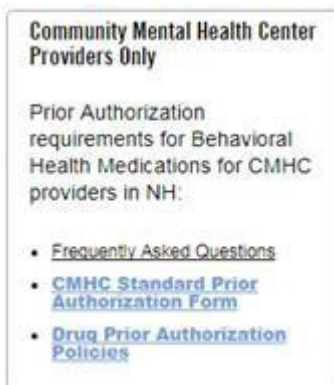 Community Mental Health Center
Providers Only
Prior Authorization
requirements for Behavioral
Health Medications for CMHC
providers in NH:
• Frequently Asked Questions
• CMHC Standard Prior
Authorization Form
• Drug Prior Authorization
Policies